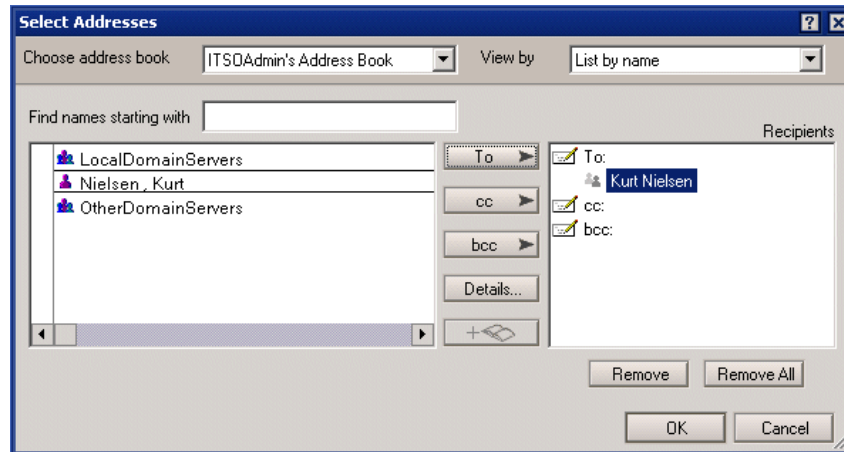 Select Addresses
Choose address book ITSOAdmin's Address Book View by List by name
Find names starting with
Recipients
LocalDomainServers
Nielsen , Kurt
OtherDomainServers
To
cc
bcc
Details...
To:
Kurt Nielsen
cc:
bcc:
Remove Remove All
OK Cancel